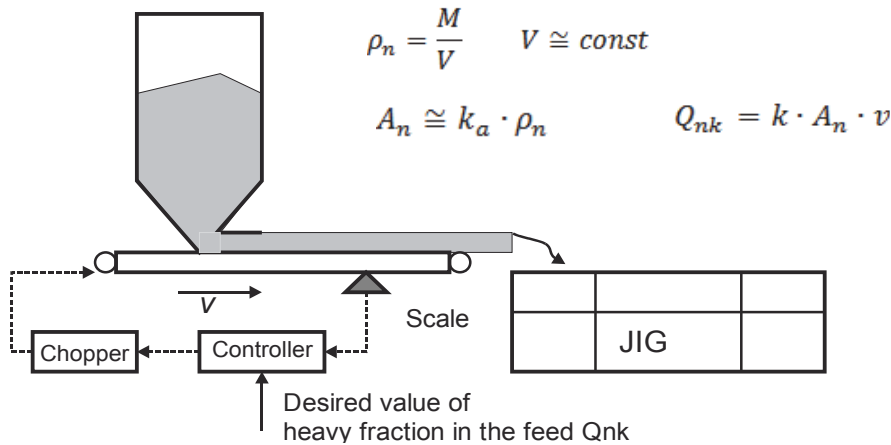 ρₙ = M/V V ≅ const
Aₙ ≅ kₐ · ρₙ Qₙₖ = k · Aₙ · v
v
Scale
Chopper
Controller
JIG
Desired value of
heavy fraction in the feed Qnk